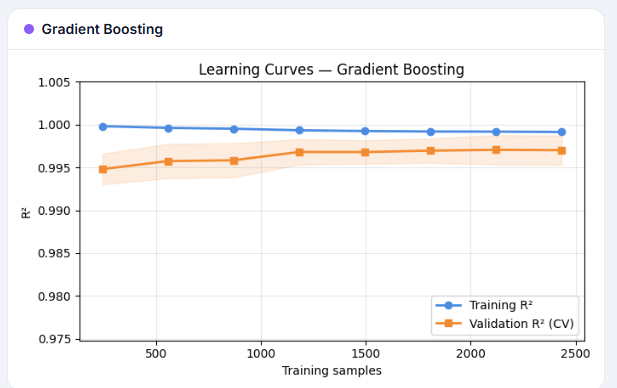 Gradient Boosting
Learning Curves — Gradient Boosting
1.005
1.000
0.995
0.990
0.985
0.980
0.975
R²
500
1000
1500
2000
2500
Training samples
Training R²
Validation R² (CV)